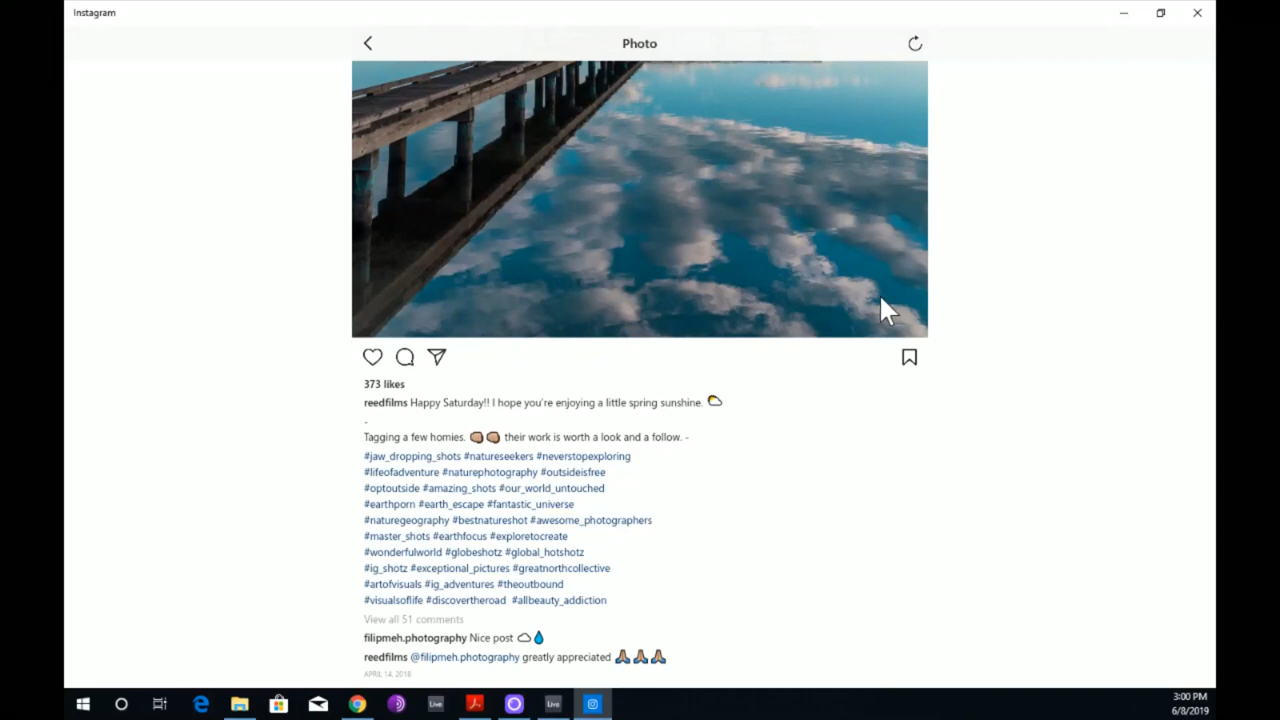 Instagram
Photo
373 likes
reedfilms Happy Saturday!! I hope you're enjoying a little spring sunshine. ⛅
-
Tagging a few homies. 👊🏽👊🏽 their work is worth a look and a follow. -
#jaw_dropping_shots #natureseekers #neverstopexploring
#lifeofadventure #naturephotography #outsideisfree
#optoutside #amazing_shots #our_world_untouched
#earthporn #earth_escape #fantastic_universe
#naturegeography #bestnatureshot #awesome_photographers
#master_shots #earthfocus #exploretocreate
#wonderfulworld #globeshotz #global_hotshotz
#ig_shotz #exceptional_pictures #greatnorthcollective
#artofvisuals #ig_adventures #theoutbound
#visualsoflife #discovertheroad #allbeauty_addiction
View all 51 comments
filipmeh.photography Nice post ☁💧
reedfilms @filipmeh.photography greatly appreciated 🙏🏽🙏🏽🙏🏽
APRIL 14, 2018
Live
Live
3:00 PM
6/8/2019